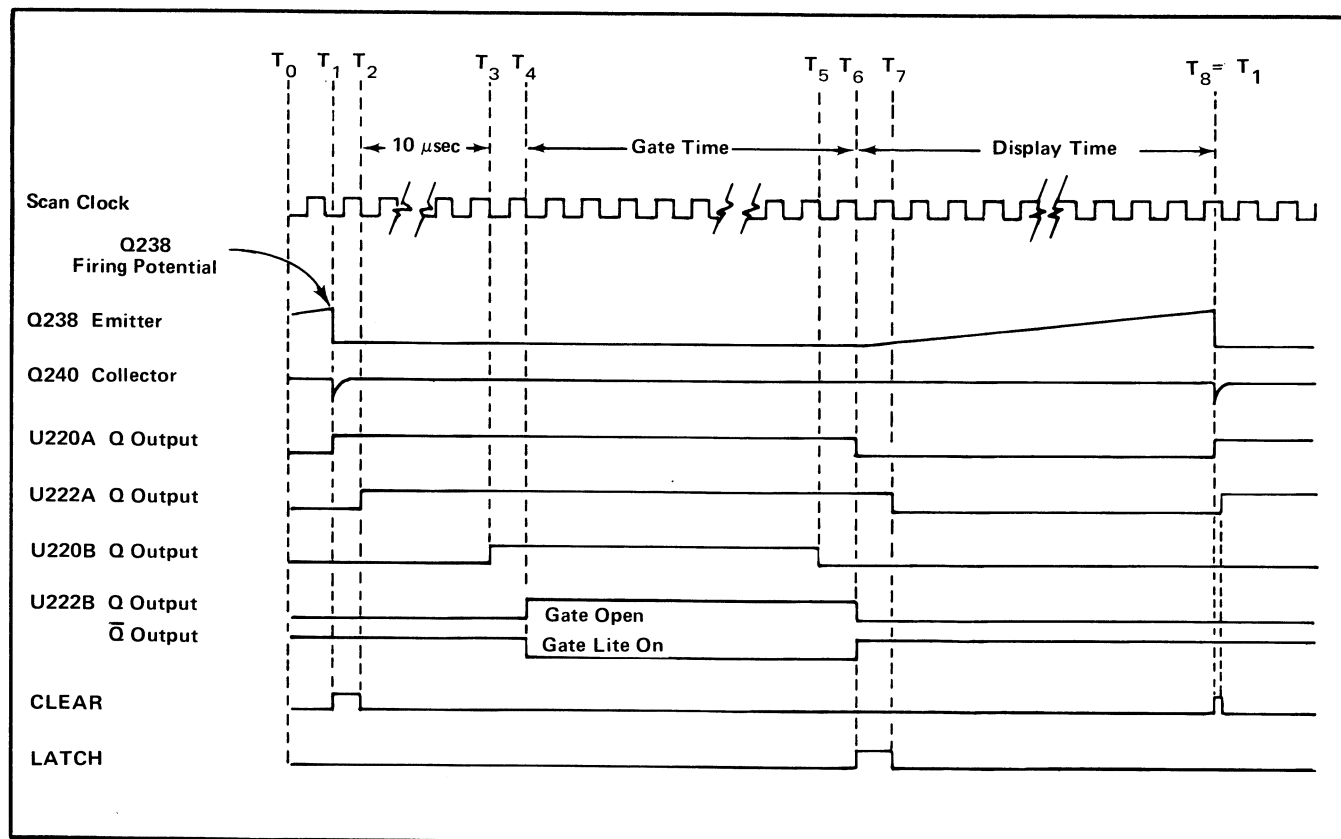 T0 T1 T2 T3 T4 T5 T6 T7 T8 = T1
10 μsec Gate Time Display Time
Scan Clock
Q238
Firing Potential
Q238 Emitter
Q240 Collector
U220A Q Output
U222A Q Output
U220B Q Output
U222B Q Output
Gate Open
Q̅ Output
Gate Lite On
CLEAR
LATCH